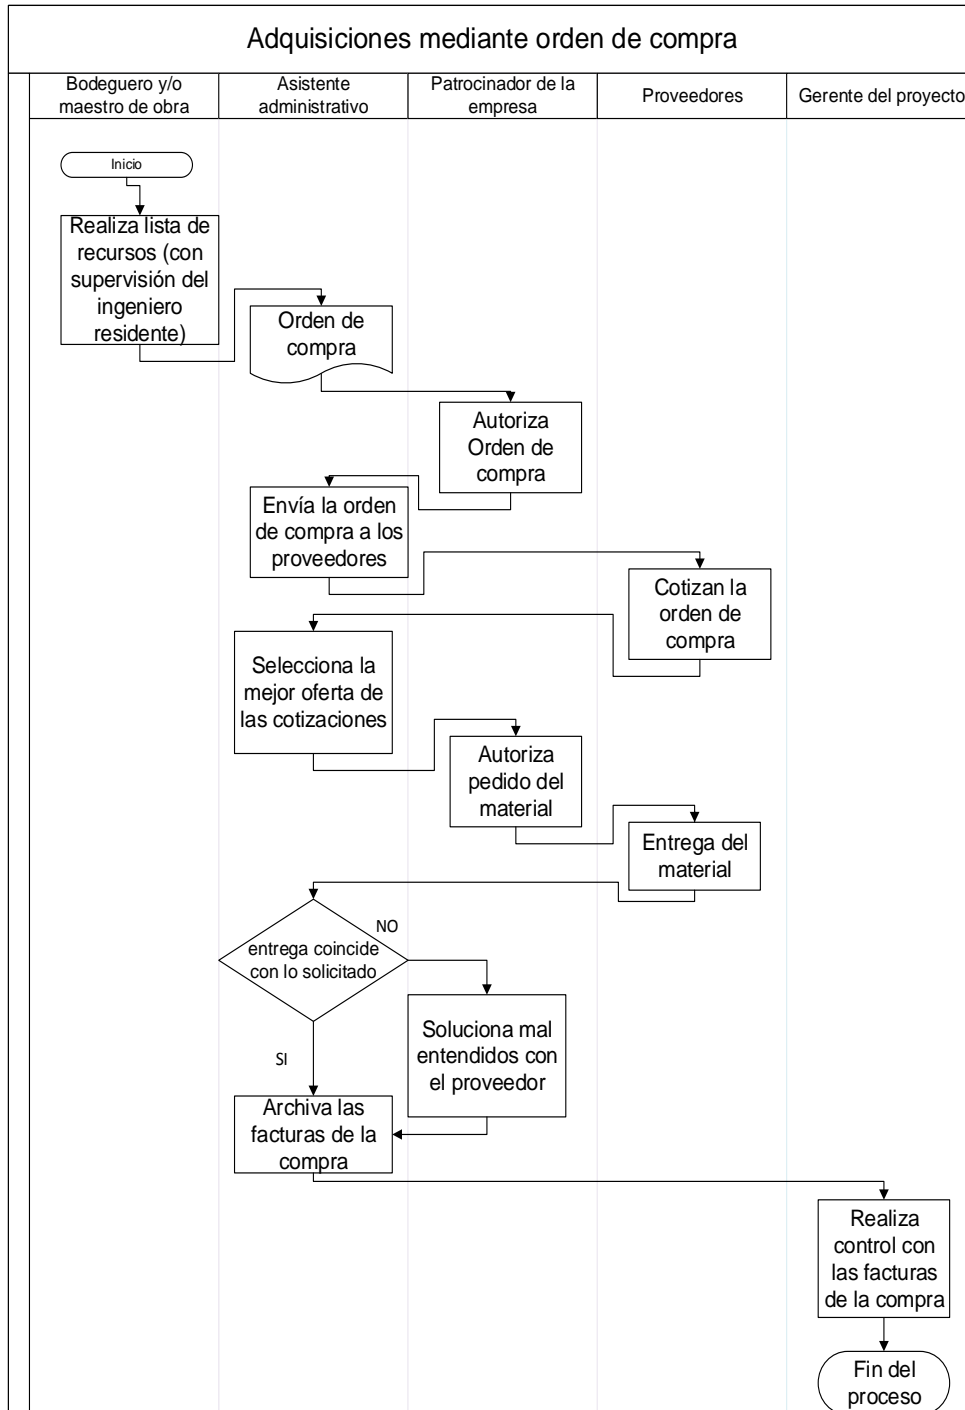 Adquisiciones mediante orden de compra
Bodeguero y/o
maestro de obra
Asistente
administrativo
Patrocinador de la
empresa
Proveedores
Gerente del proyecto
Inicio
Realiza lista de
recursos (con
supervisión del
ingeniero
residente)
Orden de
compra
Autoriza
Orden de
compra
Envía la orden
de compra a los
proveedores
Cotizan la
orden de
compra
Selecciona la
mejor oferta de
las cotizaciones
Autoriza
pedido del
material
Entrega del
material
entrega coincide
con lo solicitado
NO
Soluciona mal
entendidos con
el proveedor
SI
Archiva las
facturas de la
compra
Realiza
control con
las facturas
de la compra
Fin del
proceso